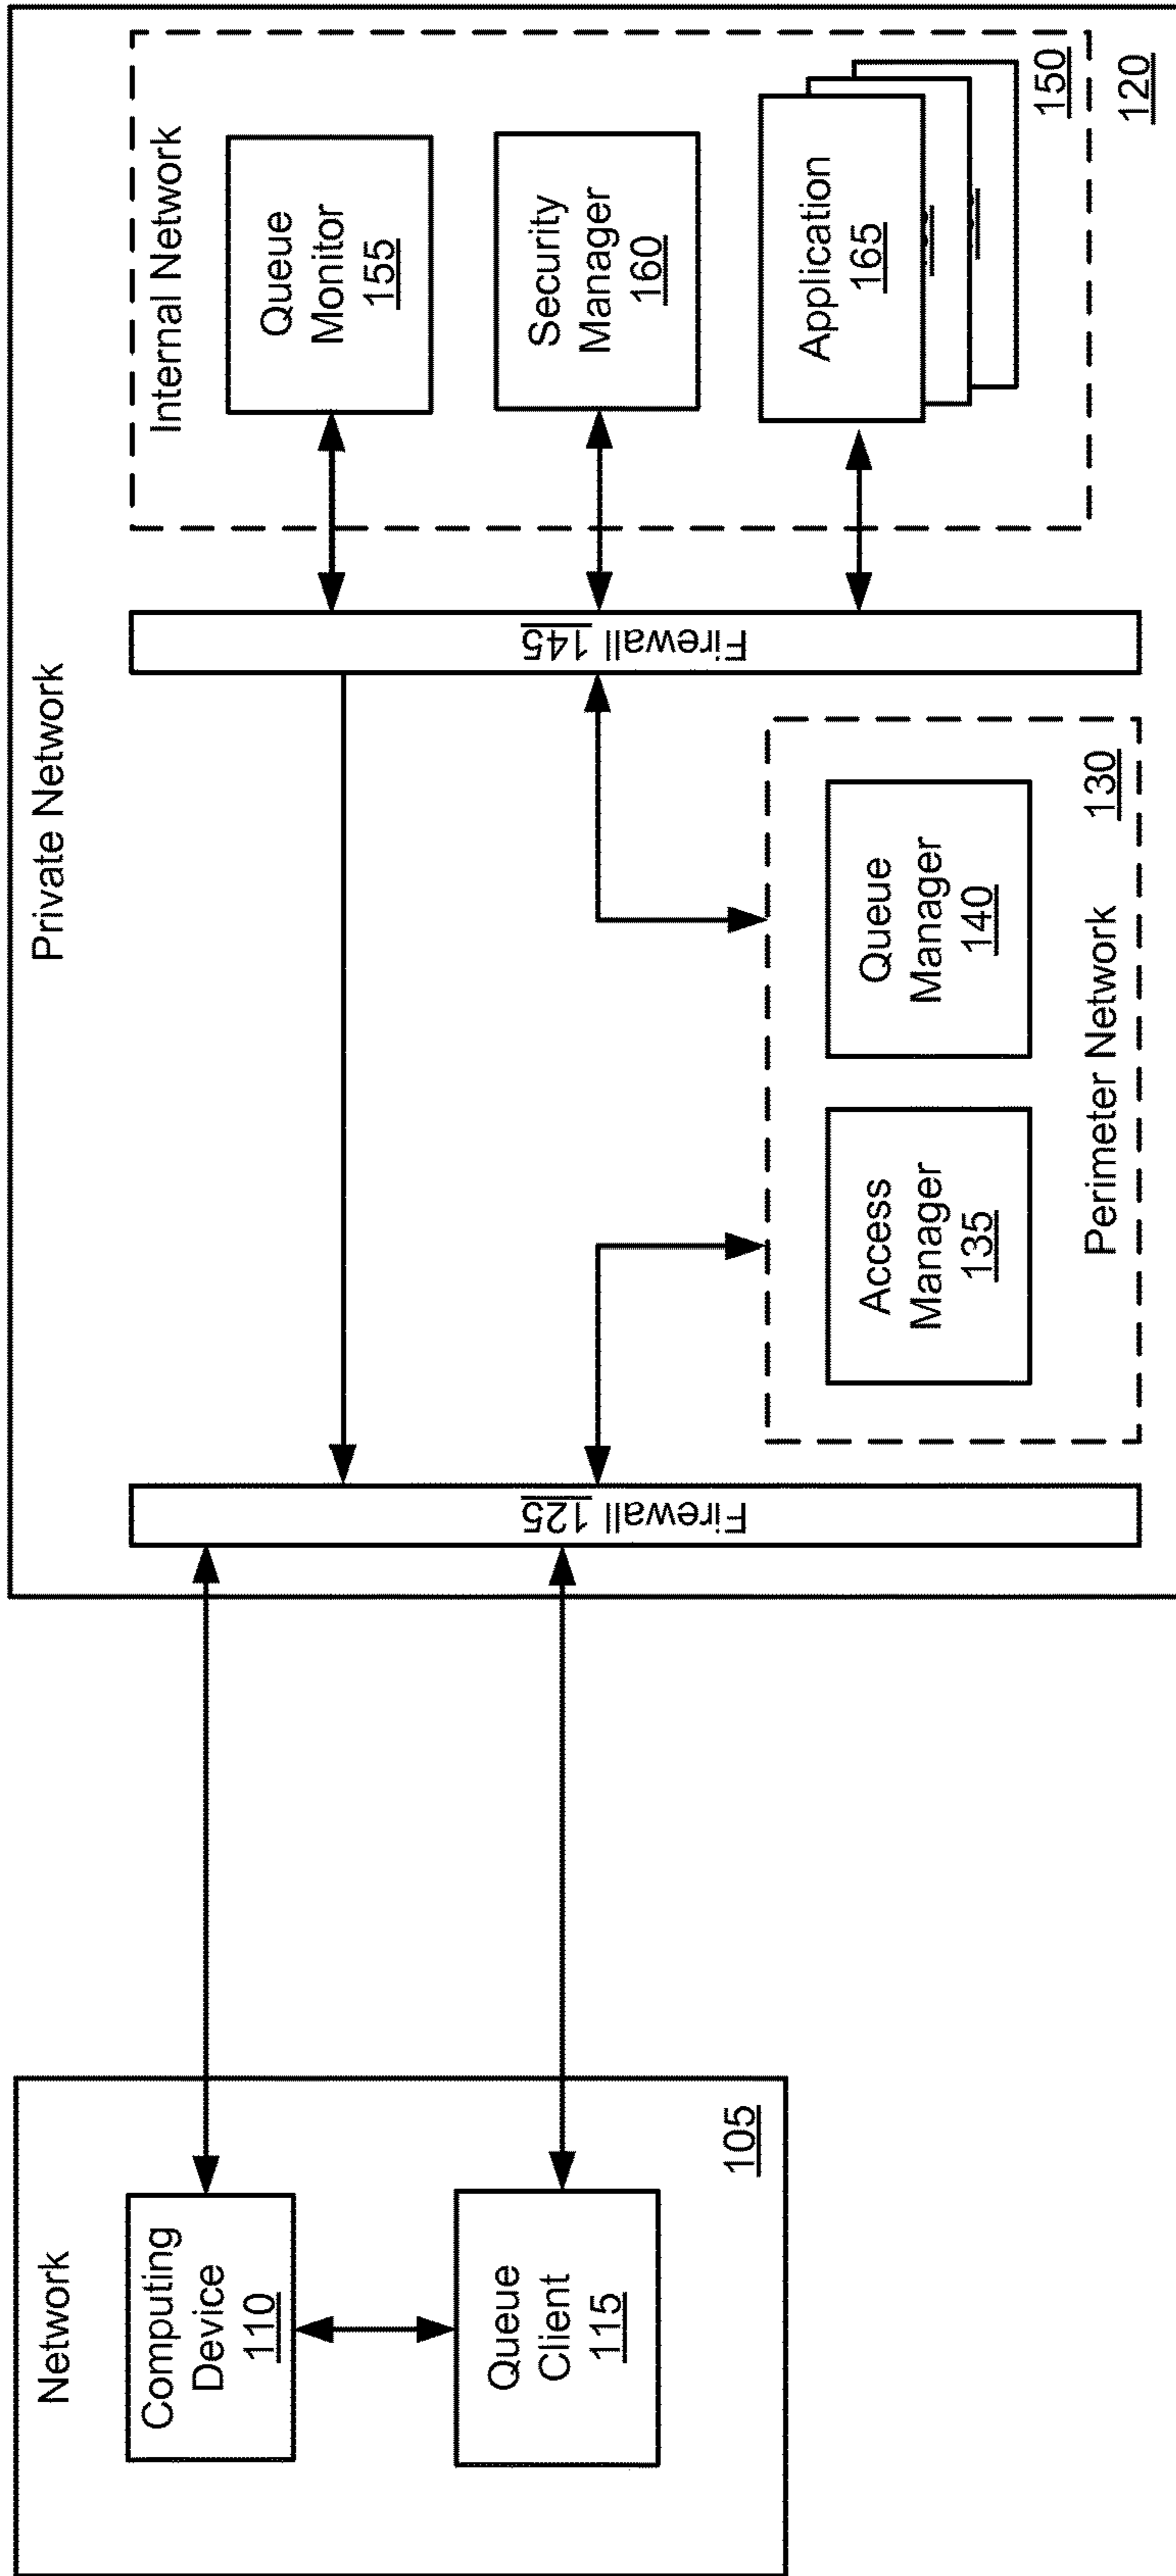 Network
Computing
Device
110
Queue
Client
115
105
Private Network
Firewall 125
Access
Manager
135
Queue
Manager
140
Perimeter Network
130
Firewall 145
Internal Network
Queue
Monitor
155
Security
Manager
160
Application
165
150
120